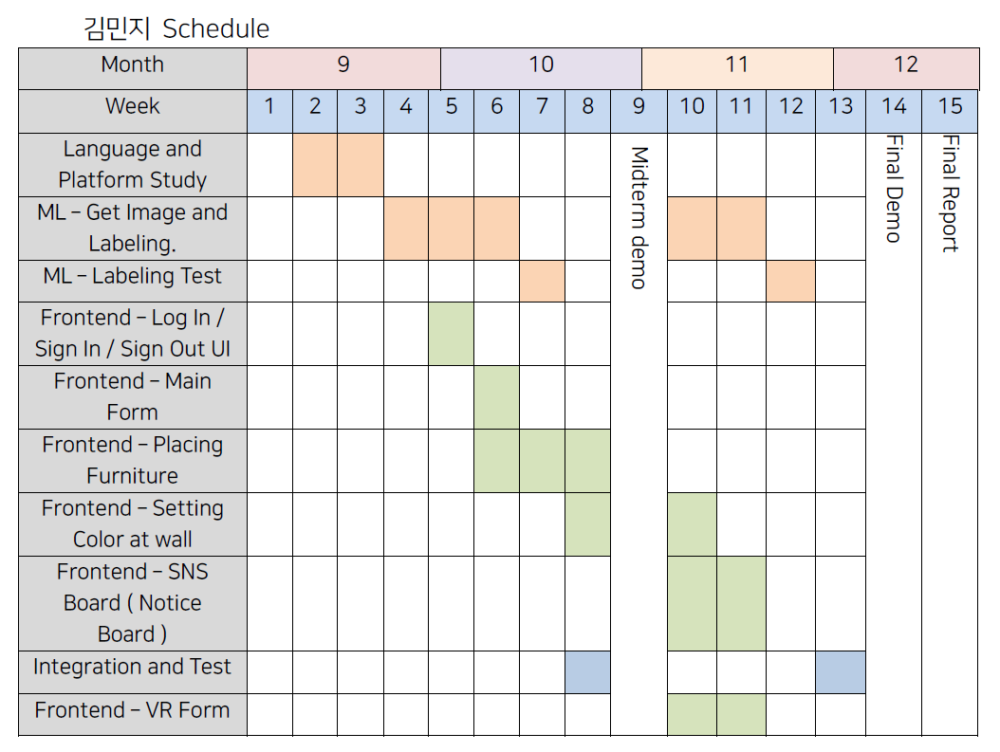 김민지 Schedule
Month 9 10 11 12
Week 1 2 3 4 5 6 7 8 9 10 11 12 13 14 15
Language and
Platform Study
ML – Get Image and
Labeling.
ML – Labeling Test
Frontend – Log In /
Sign In / Sign Out UI
Frontend – Main
Form
Frontend – Placing
Furniture
Frontend – Setting
Color at wall
Frontend – SNS
Board ( Notice
Board )
Integration and Test
Frontend – VR Form
Midterm demo
Final Demo
Final Report